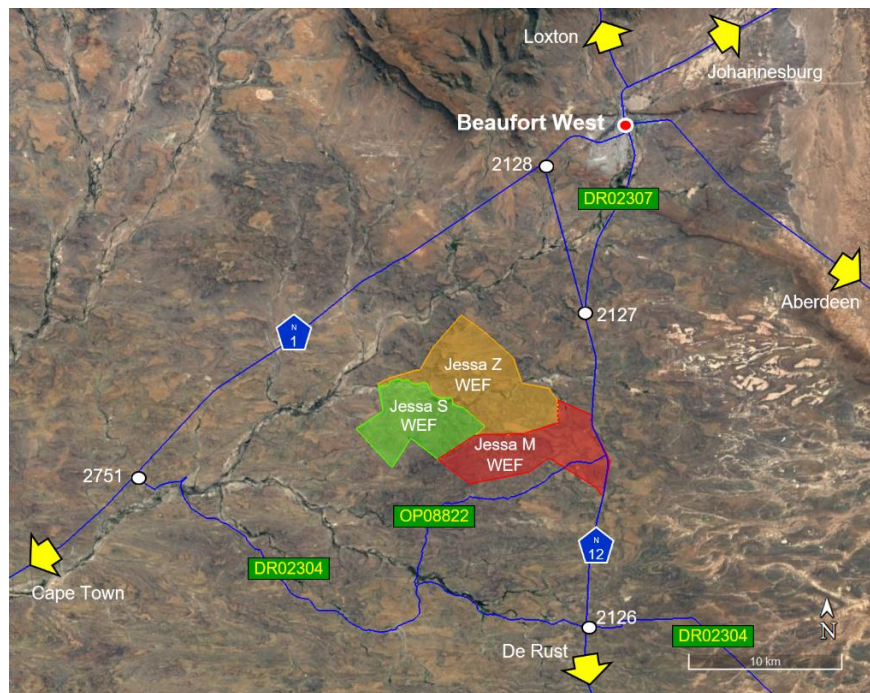 Loxton
Johannesburg
Beaufort West
2128
DR02307
Aberdeen
2127
N
1
Jessa Z
WEF
Jessa S
WEF
Jessa M
WEF
2751
OP08822
N
12
DR02304
Cape Town
2126
N
De Rust
DR02304
10 km